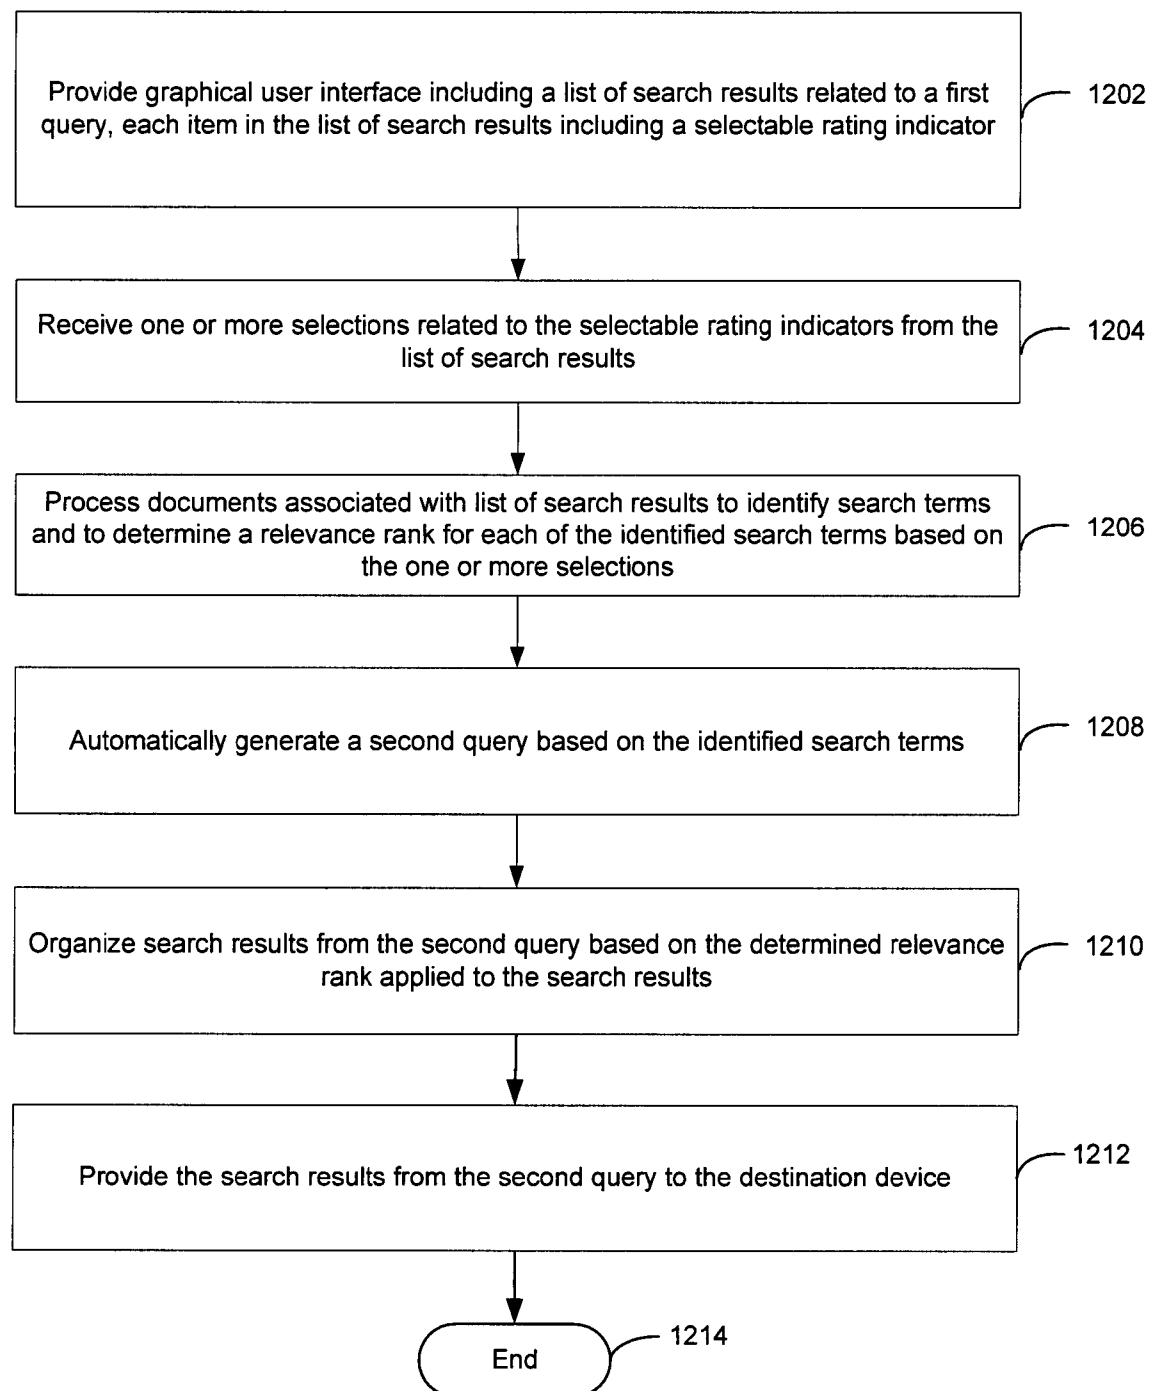 Provide graphical user interface including a list of search results related to a first
query, each item in the list of search results including a selectable rating indicator
1202
Receive one or more selections related to the selectable rating indicators from the
list of search results
1204
Process documents associated with list of search results to identify search terms
and to determine a relevance rank for each of the identified search terms based on
the one or more selections
1206
Automatically generate a second query based on the identified search terms
1208
Organize search results from the second query based on the determined relevance
rank applied to the search results
1210
Provide the search results from the second query to the destination device
1212
End
1214